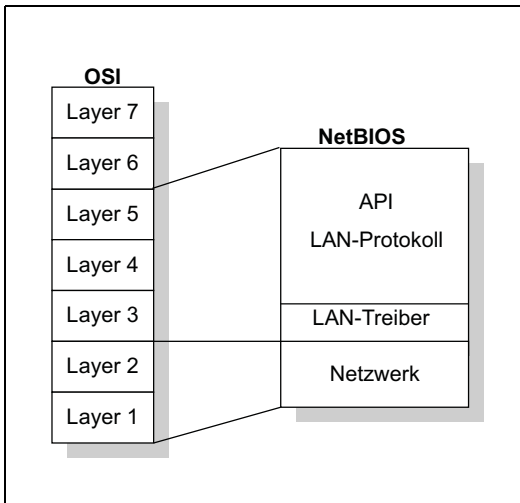 OSI
Layer 7
Layer 6
Layer 5
Layer 4
Layer 3
Layer 2
Layer 1
NetBIOS
API
LAN-Protokoll
LAN-Treiber
Netzwerk